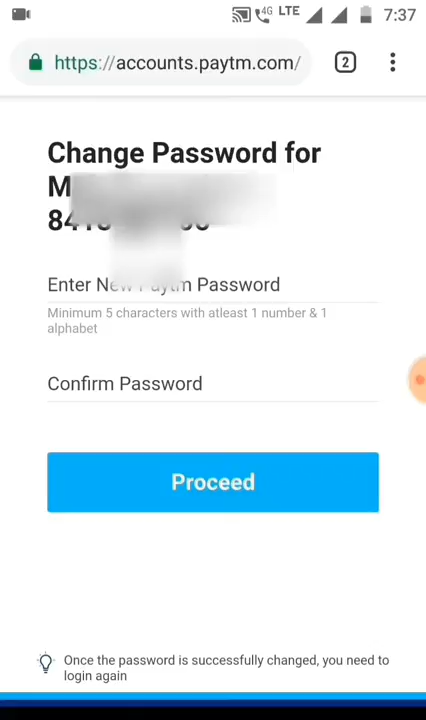 4G LTE 7:37
https://accounts.paytm.com/ 2
Change Password for
Enter New Paytm Password
Minimum 5 characters with atleast 1 number & 1
alphabet
Confirm Password
Proceed
Once the password is successfully changed, you need to
login again